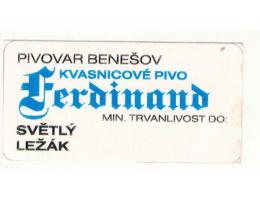 PIVOVAR BENEŠOV
KVASNICOVÉ PIVO
Ferdinand
MIN. TRVANLIVOST DO:
SVĚTLÝ
LEŽÁK